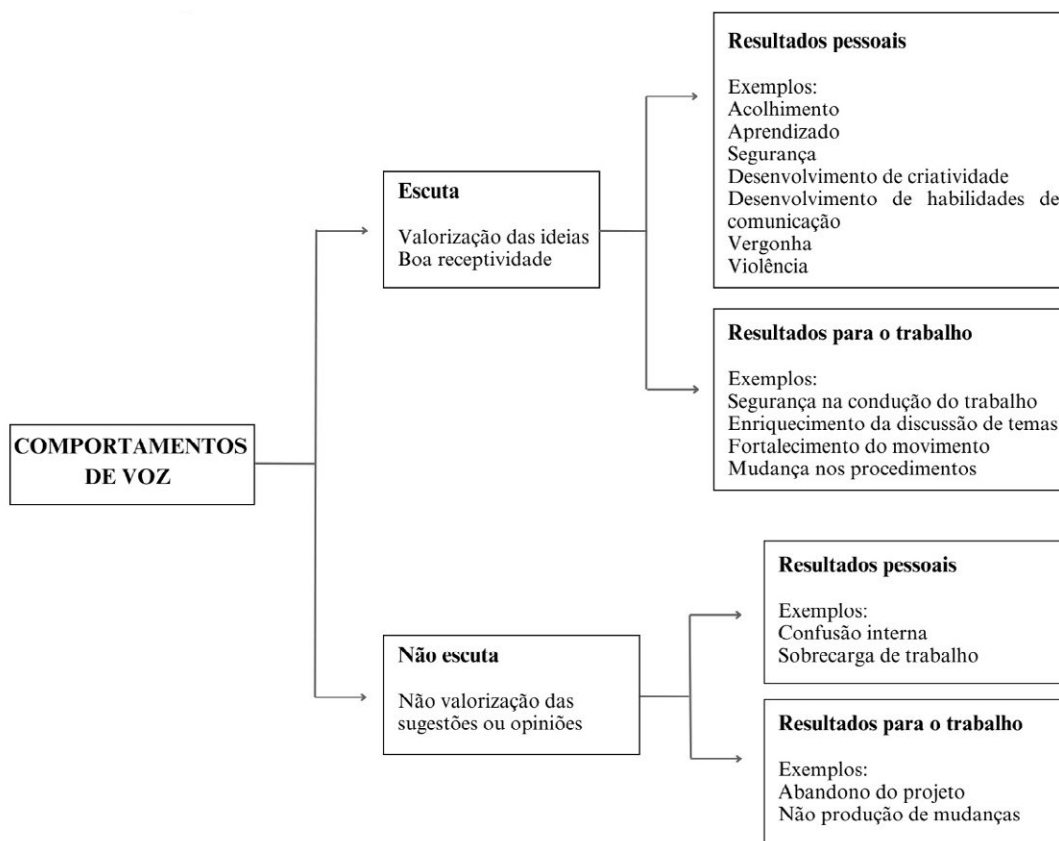 COMPORTAMENTOS
DE VOZ
Escuta
Valorização das ideias
Boa receptividade
Resultados pessoais
Exemplos:
Acolhimento
Aprendizado
Segurança
Desenvolvimento de criatividade
Desenvolvimento de habilidades de
comunicação
Vergonha
Violência
Resultados para o trabalho
Exemplos:
Segurança na condução do trabalho
Enriquecimento da discussão de temas
Fortalecimento do movimento
Mudança nos procedimentos
Não escuta
Não valorização das
sugestões ou opiniões
Resultados pessoais
Exemplos:
Confusão interna
Sobrecarga de trabalho
Resultados para o trabalho
Exemplos:
Abandono do projeto
Não produção de mudanças